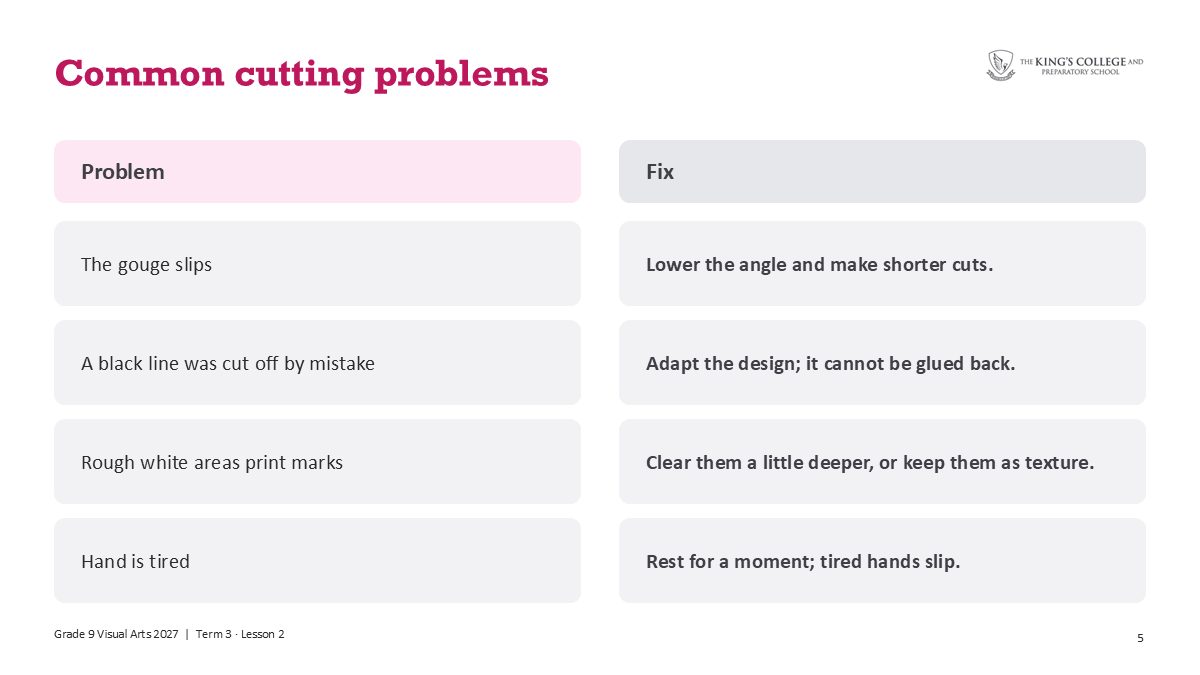 Common cutting problems
THE KING'S COLLEGE AND
PREPARATORY SCHOOL
Problem
Fix
The gouge slips
Lower the angle and make shorter cuts.
A black line was cut off by mistake
Adapt the design; it cannot be glued back.
Rough white areas print marks
Clear them a little deeper, or keep them as texture.
Hand is tired
Rest for a moment; tired hands slip.
Grade 9 Visual Arts 2027 | Term 3 · Lesson 2
5